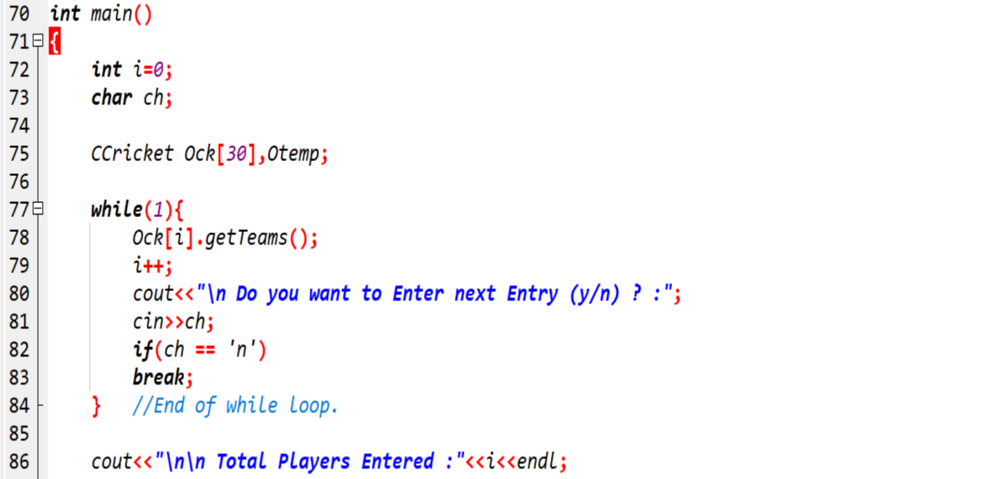 70 int main()
71 {
72 int i=0;
73 char ch;
74
75 CCricket Ock[30],Otemp;
76
77 while(1){
78 Ock[i].getTeams();
79 i++;
80 cout<<"\n Do you want to Enter next Entry (y/n) ? :";
81 cin>>ch;
82 if(ch == 'n')
83 break;
84 } //End of while loop.
85
86 cout<<"\n\n Total Players Entered :"<<i<<endl;